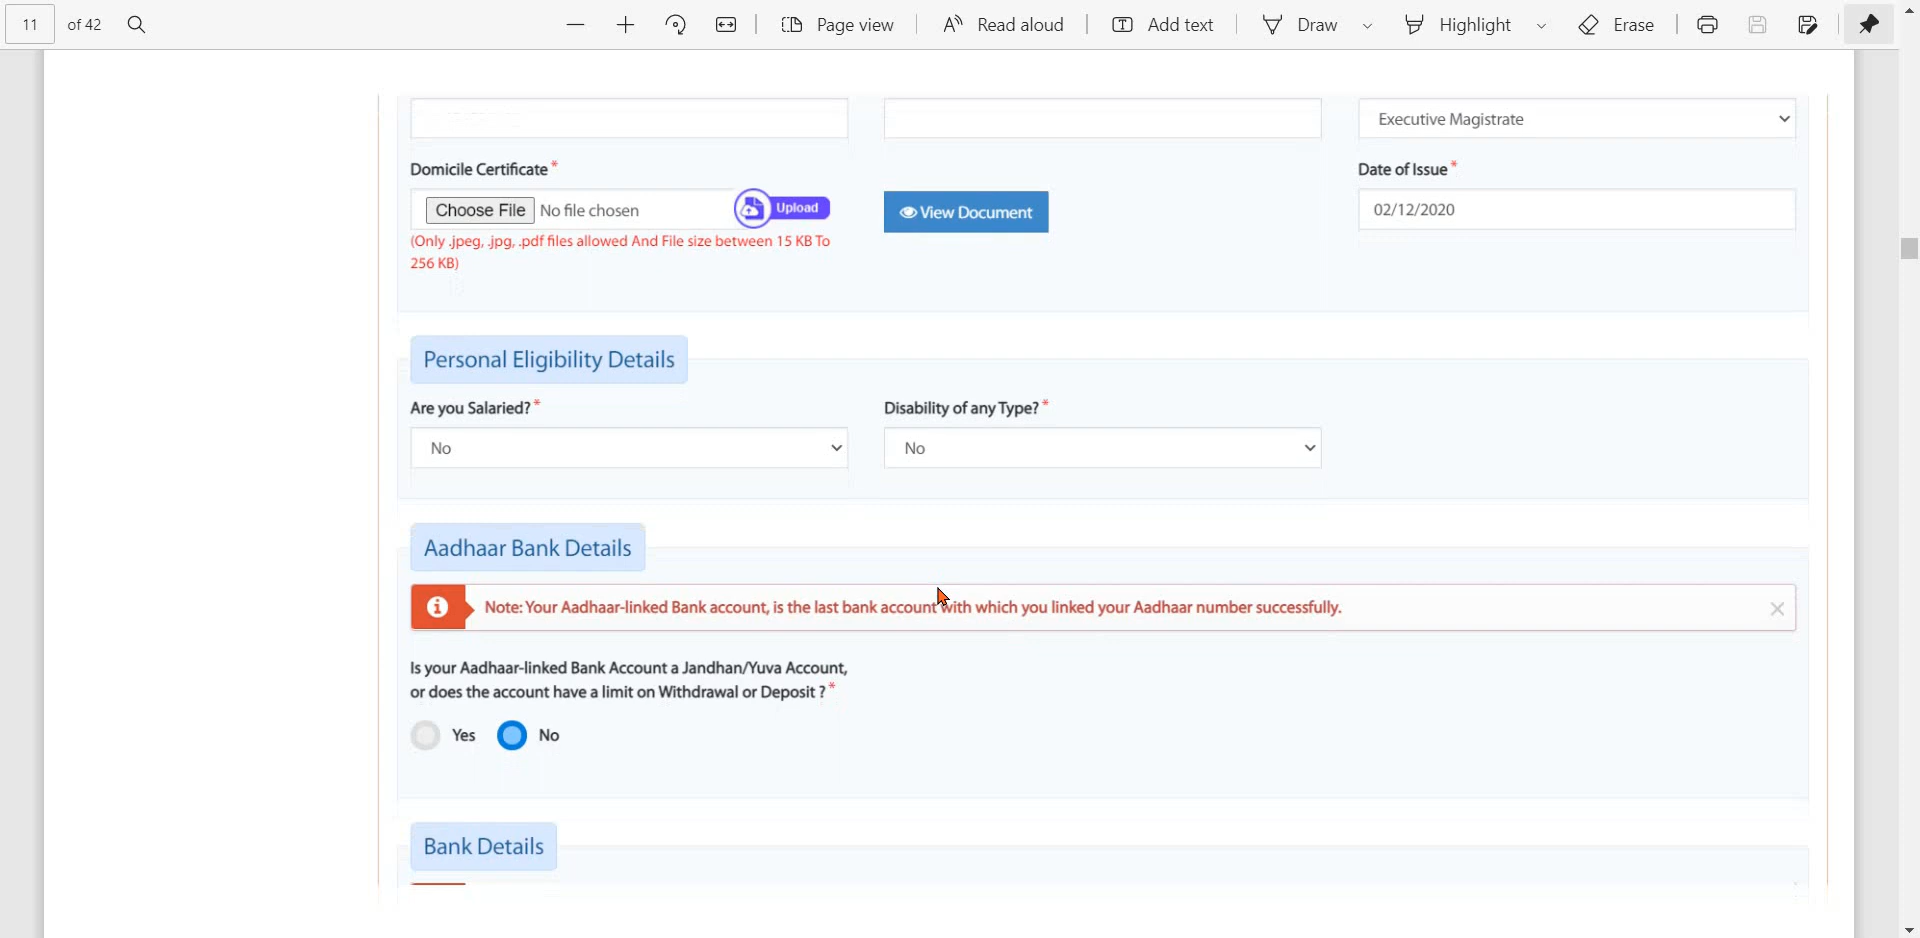 11 of 42 Page view Read aloud Add text Draw Highlight Erase
Executive Magistrate
Domicile Certificate * Date of Issue *
Choose File No file chosen Upload View Document 02/12/2020
(Only .jpeg, .jpg, .pdf files allowed And File size between 15 KB To
256 KB)
Personal Eligibility Details
Are you Salaried? * Disability of any Type? *
No No
Aadhaar Bank Details
Note: Your Aadhaar-linked Bank account, is the last bank account with which you linked your Aadhaar number successfully.
Is your Aadhaar-linked Bank Account a Jandhan/Yuva Account,
or does the account have a limit on Withdrawal or Deposit ? *
Yes No
Bank Details